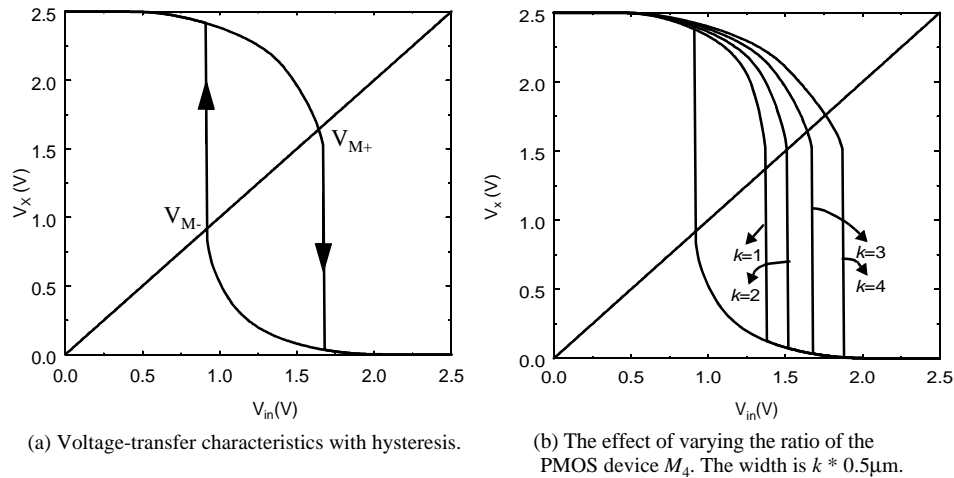 2.5
2.0
1.5
1.0
0.5
0.0
V_X (V)
V_M+
V_M-
0.0 0.5 1.0 1.5 2.0 2.5
V_in(V)
(a) Voltage-transfer characteristics with hysteresis.
2.5
2.0
1.5
1.0
0.5
0.0
V_x (V)
k=1
k=2
k=3
k=4
0.0 0.5 1.0 1.5 2.0 2.5
V_in(V)
(b) The effect of varying the ratio of the
PMOS device M_4. The width is k * 0.5μm.